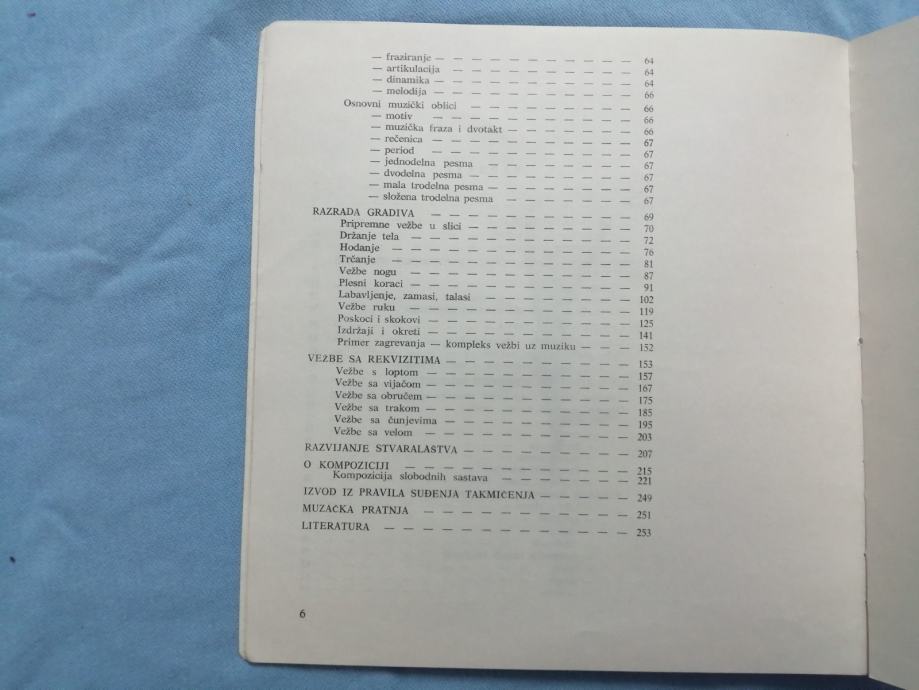 — fraziranje — — — — — — — — — — — 64
— artikulacija — — — — — — — — — — 64
— dinamika — — — — — — — — — — — 64
— melodija — — — — — — — — — — — 66
Osnovni muzički oblici — — — — — — — — — 66
— motiv — — — — — — — — — — — 66
— muzička fraza i dvotakt — — — — — — — 66
— rečenica — — — — — — — — — — — 67
— period — — — — — — — — — — — 67
— jednodelna pesma — — — — — — — — 67
— dvodelna pesma — — — — — — — — — 67
— mala trodelna pesma — — — — — — — — 67
— složena trodelna pesma — — — — — — — 67
RAZRADA GRADIVA — — — — — — — — — — — 69
Pripremne vežbe u slici — — — — — — — — — 70
Držanje tela — — — — — — — — — — — — 72
Hodanje — — — — — — — — — — — — — 76
Trčanje — — — — — — — — — — — — — 81
Vežbe nogu — — — — — — — — — — — — 87
Plesni koraci — — — — — — — — — — — — 91
Labavljenje, zamasi, talasi — — — — — — — — — 102
Vežbe ruku — — — — — — — — — — — — 119
Poskoci i skokovi — — — — — — — — — — — 125
Izdržaji i okreti — — — — — — — — — — — 141
Primer zagrevanja — kompleks vežbi uz muziku — — — 152
VEŽBE SA REKVIZITIMA — — — — — — — — — — 153
Vežbe s loptom — — — — — — — — — — — 157
Vežbe sa vijačom — — — — — — — — — — — 167
Vežbe sa obručem — — — — — — — — — — — 175
Vežbe sa trakom — — — — — — — — — — — 185
Vežbe sa čunjevima — — — — — — — — — — 195
Vežbe sa velom — — — — — — — — — — — 203
RAZVIJANJE STVARALAŠTVA — — — — — — — — — 207
O KOMPOZICIJI — — — — — — — — — — — — 215
Kompozicija slobodnih sastava — — — — — — — — 221
IZVOD IZ PRAVILA SUĐENJA TAKMIČENJA — — — — — 249
MUZAČKA PRATNJA — — — — — — — — — — — 251
LITERATURA — — — — — — — — — — — — — 253
6